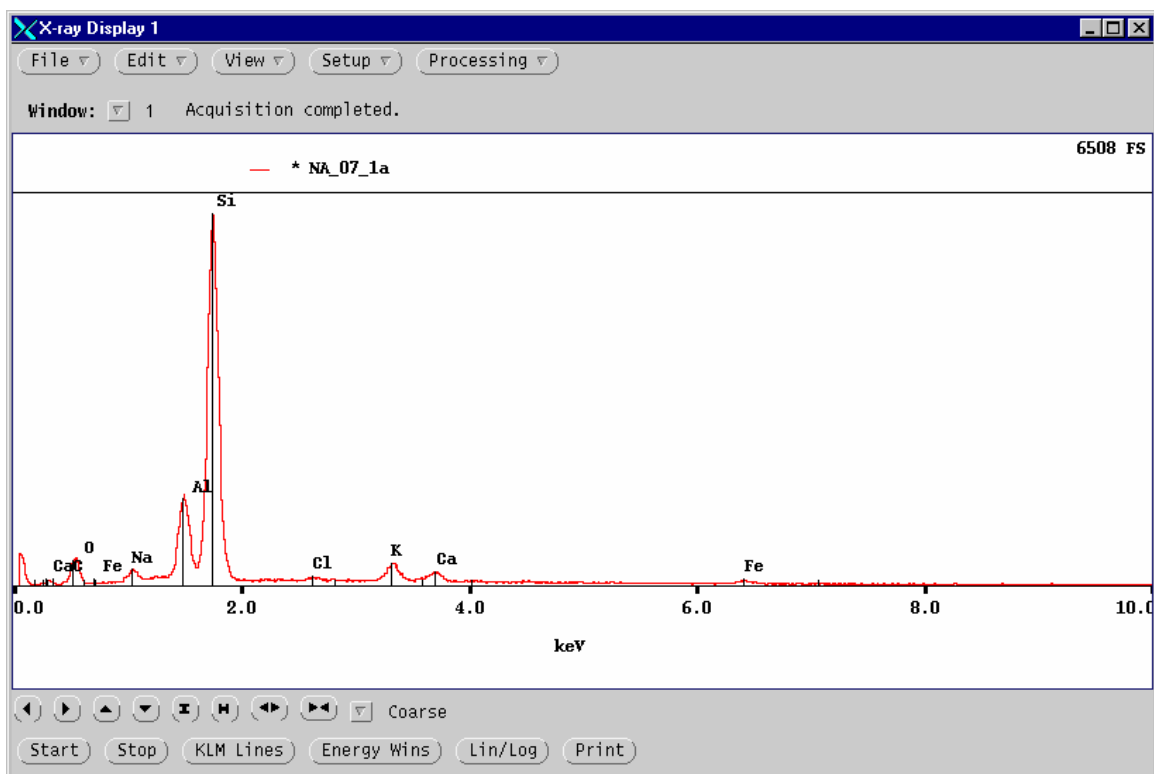 X-ray Display 1
File Edit View Setup Processing
Window: 1 Acquisition completed.
6508 FS
* NA_07_1a
Si
Al
O
CaC Fe Na Cl K Ca Fe
0.0 2.0 4.0 6.0 8.0 10.0
keV
Coarse
Start Stop KLM Lines Energy Wins Lin/Log Print